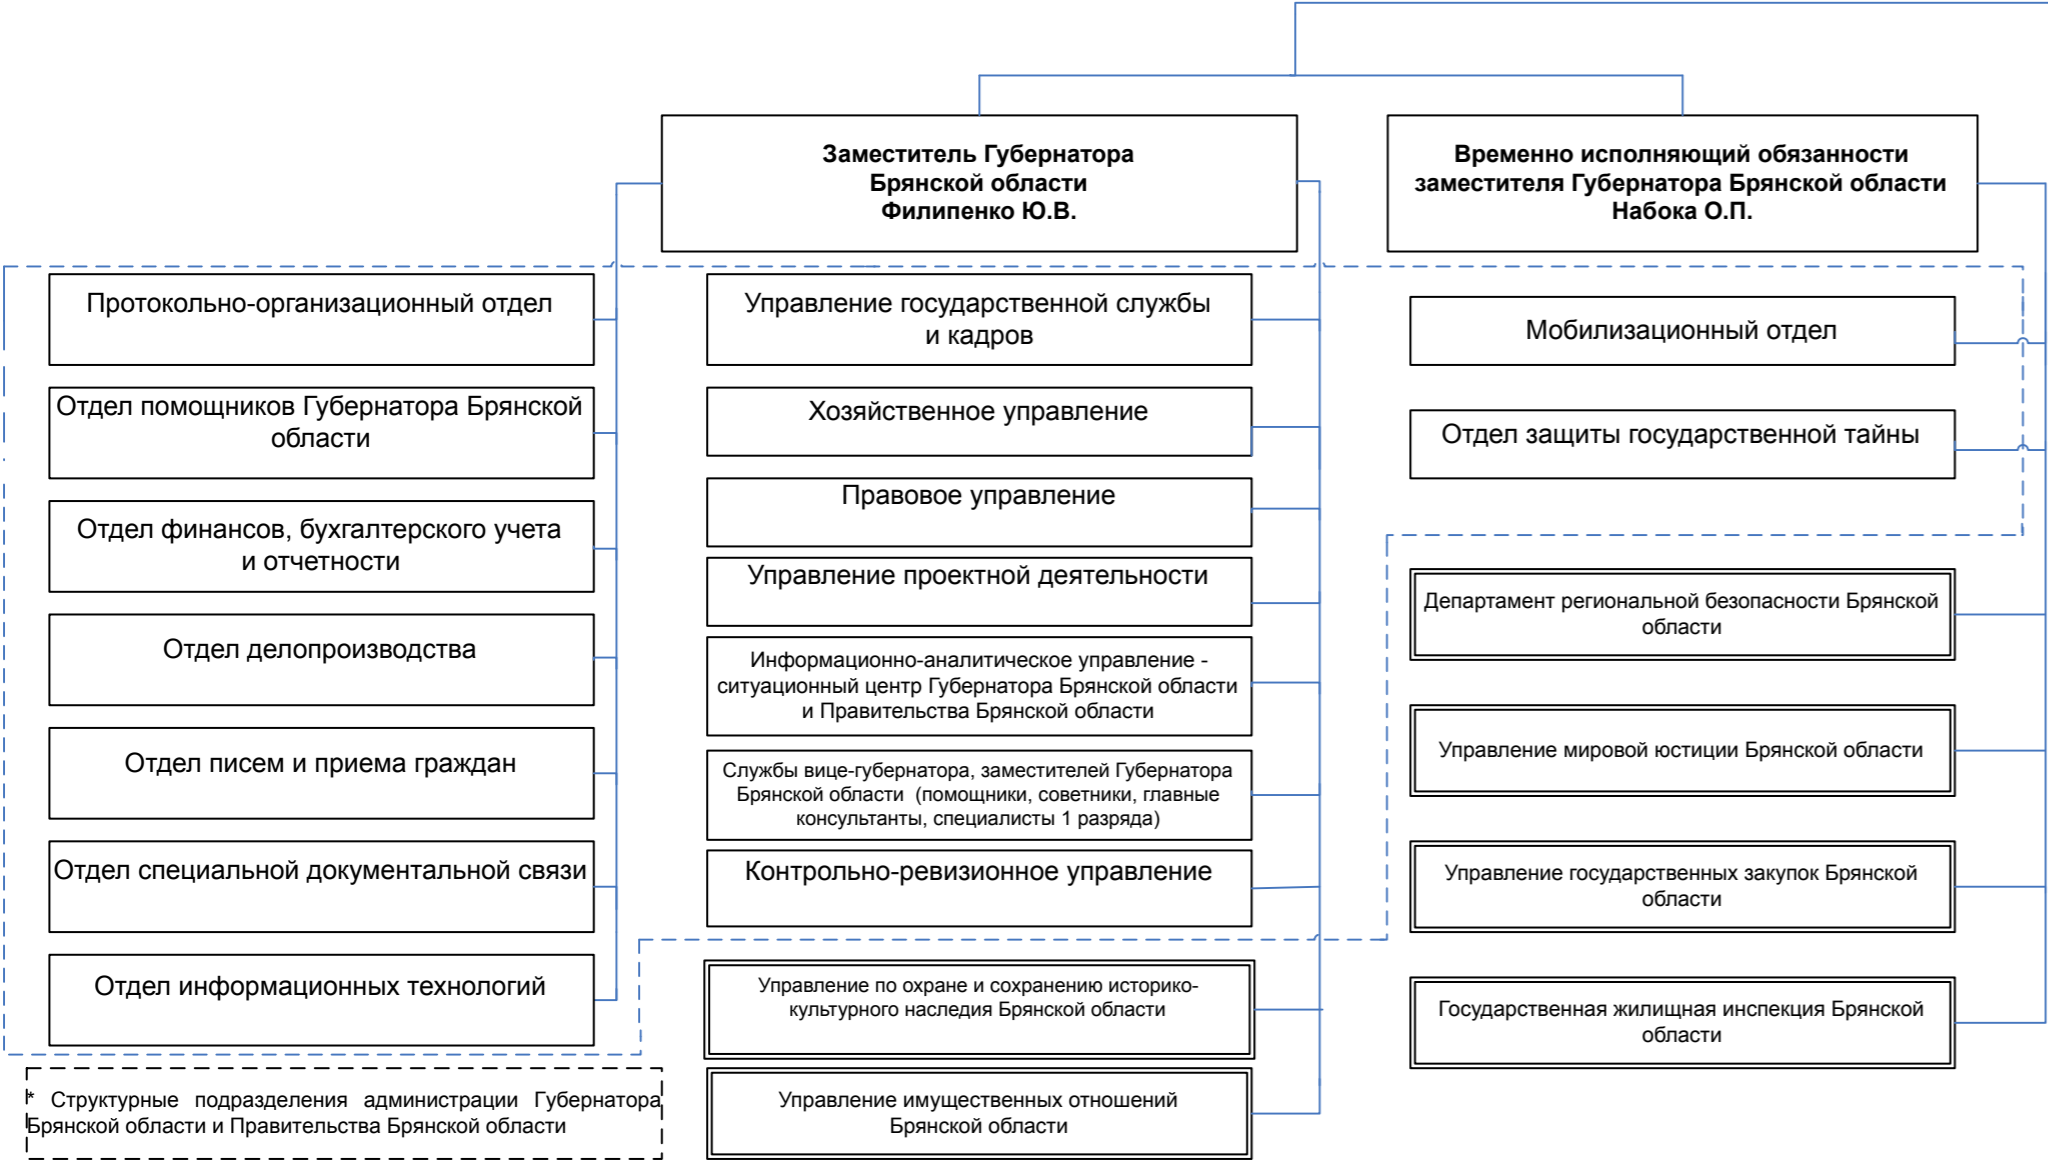 Заместитель Губернатора
Брянской области
Филипенко Ю.В.
Временно исполняющий обязанности
заместителя Губернатора Брянской области
Набока О.П.
Протокольно-организационный отдел
Отдел помощников Губернатора Брянской
области
Отдел финансов, бухгалтерского учета
и отчетности
Отдел делопроизводства
Отдел писем и приема граждан
Отдел специальной документальной связи
Отдел информационных технологий
* Структурные подразделения администрации Губернатора
Брянской области и Правительства Брянской области
Управление государственной службы
и кадров
Хозяйственное управление
Правовое управление
Управление проектной деятельности
Информационно-аналитическое управление -
ситуационный центр Губернатора Брянской области
и Правительства Брянской области
Службы вице-губернатора, заместителей Губернатора
Брянской области (помощники, советники, главные
консультанты, специалисты 1 разряда)
Контрольно-ревизионное управление
Управление по охране и сохранению историко-
культурного наследия Брянской области
Управление имущественных отношений
Брянской области
Мобилизационный отдел
Отдел защиты государственной тайны
Департамент региональной безопасности Брянской
области
Управление мировой юстиции Брянской области
Управление государственных закупок Брянской
области
Государственная жилищная инспекция Брянской
области